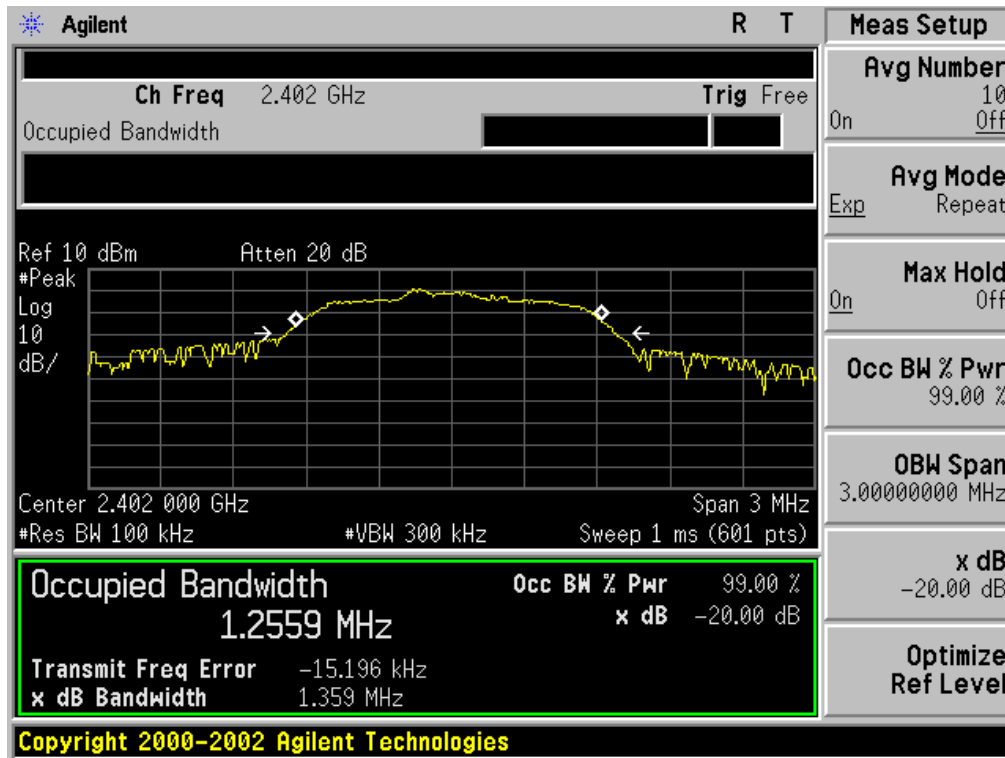 Agilent R T
Ch Freq 2.402 GHz Trig Free
Occupied Bandwidth
Ref 10 dBm Atten 20 dB
#Peak
Log
10
dB/
Center 2.402 000 GHz Span 3 MHz
#Res BW 100 kHz #VBW 300 kHz Sweep 1 ms (601 pts)
Occupied Bandwidth Occ BW % Pwr 99.00 %
1.2559 MHz x dB -20.00 dB
Transmit Freq Error -15.196 kHz
x dB Bandwidth 1.359 MHz
Copyright 2000-2002 Agilent Technologies
Meas Setup
Avg Number
10
On Off
Avg Mode
Exp Repeat
Max Hold
On Off
Occ BW % Pwr
99.00 %
OBW Span
3.00000000 MHz
x dB
-20.00 dB
Optimize
Ref Level